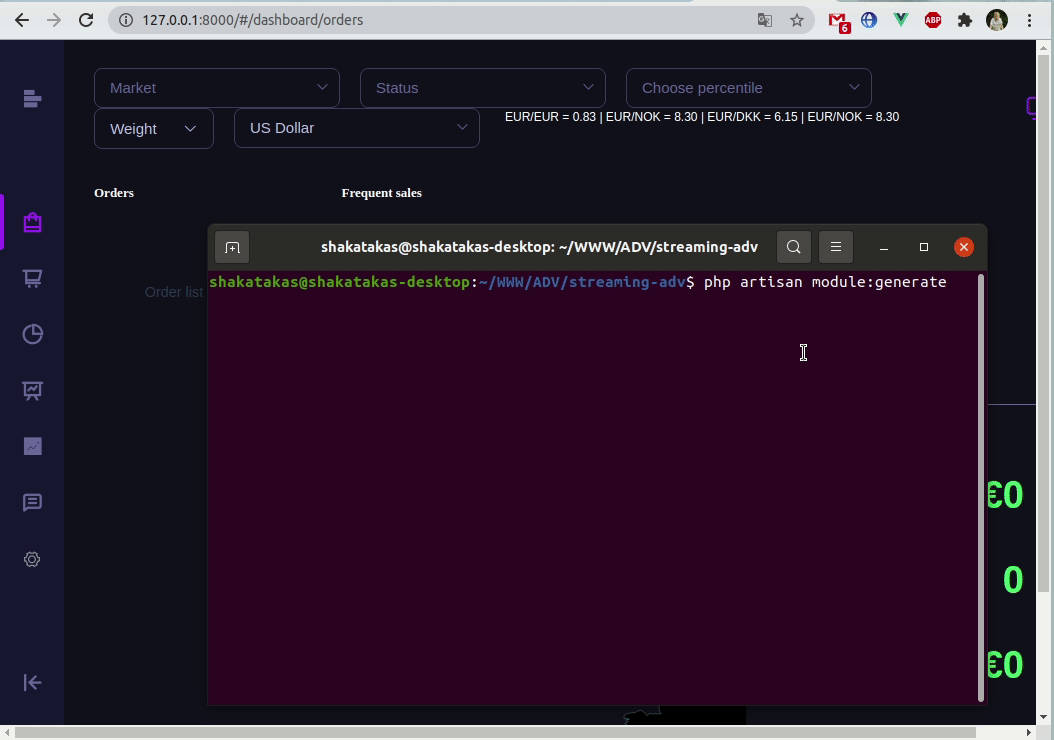 127.0.0.1:8000/#/dashboard/orders
6
ABP
Market
Status
Choose percentile
Weight
US Dollar
EUR/EUR = 0.83 | EUR/NOK = 8.30 | EUR/DKK = 6.15 | EUR/NOK = 8.30
Orders
Frequent sales
Order list
shakatakas@shakatakas-desktop: ~/WWW/ADV/streaming-adv
shakatakas@shakatakas-desktop:~/WWW/ADV/streaming-adv$ php artisan module:generate
€0
0
€0